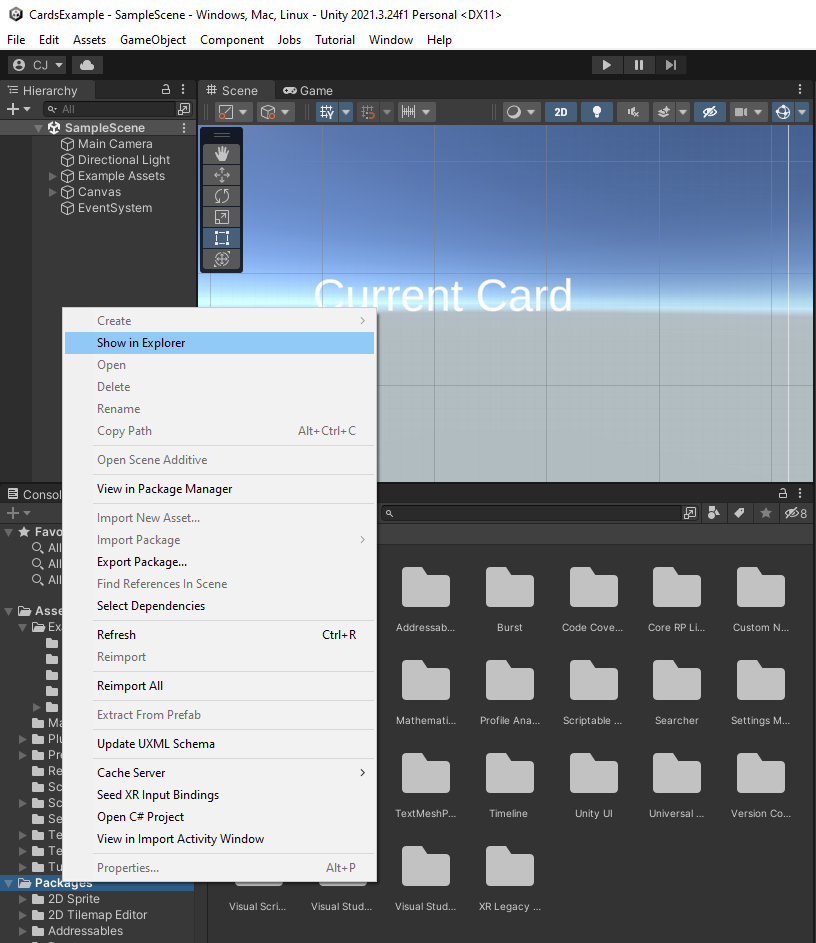 CardsExample - SampleScene - Windows, Mac, Linux - Unity 2021.3.24f1 Personal <DX11>
File Edit Assets GameObject Component Jobs Tutorial Window Help
CJ
Hierarchy
All
SampleScene
Main Camera
Directional Light
Example Assets
Canvas
EventSystem
Scene Game
2D
Current Card
Create
Show in Explorer
Open
Delete
Rename
Copy Path Alt+Ctrl+C
Open Scene Additive
View in Package Manager
Import New Asset...
Import Package
Export Package...
Find References In Scene
Select Dependencies
Refresh Ctrl+R
Reimport
Reimport All
Extract From Prefab
Update UXML Schema
Cache Server
Seed XR Input Bindings
Open C# Project
View in Import Activity Window
Properties... Alt+P
Consol
8
Favo
All
All
All
Asse
Exa
Ma
Plu
Pre
Re
Sc
Sc
Se
Te
Te
Tu
Packages
2D Sprite
2D Tilemap Editor
Addressables
Addressab... Burst Code Cove... Core RP Li... Custom N...
Mathemati... Profile Ana... Scriptable ... Searcher Settings M...
TextMeshP... Timeline Unity UI Universal ... Version Co...
Visual Scri... Visual Stud... Visual Stud... XR Legacy ...